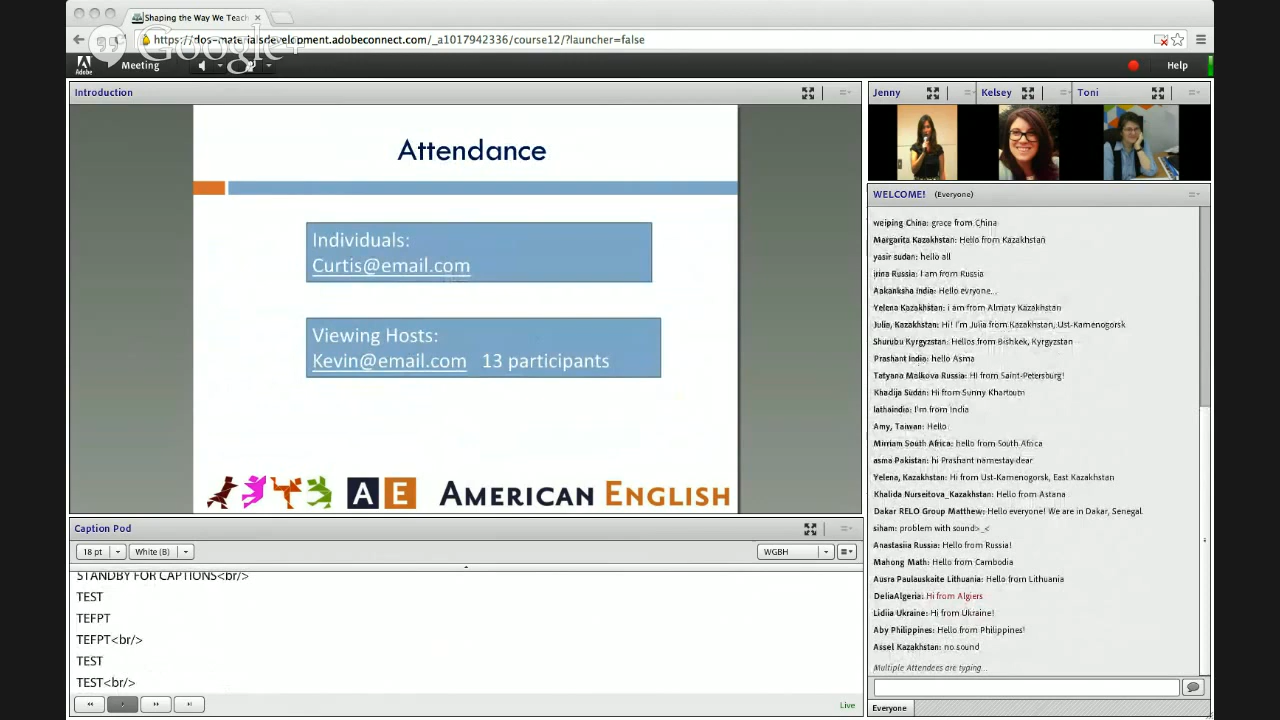 Shaping the Way We Teach
https://dos-materialsdevelopment.adobeconnect.com/_a1017942336/course12/?launcher=false
Google+
Adobe
Meeting
Help
Introduction
Attendance
Individuals:
Curtis@email.com
Viewing Hosts:
Kevin@email.com 13 participants
AE AMERICAN ENGLISH
Jenny
Kelsey
Toni
WELCOME! (Everyone)
weiping China: grace from China
Margarita Kazakhstan: Hello from Kazakhstan
yasir sudan: hello all
irina Russia: I am from Russia
Aakanksha India: Hello evryone...
Yelena Kazakhstan: i am from Almaty Kazakhstan
Julia, Kazakhstan: Hi! I'm Julia from Kazakhstan, Ust-Kamenogorsk
Shurubu Kyrgyzstan: Hellos from Bishkek, Kyrgyzstan
Prashant India: hello Asma
Tatyana Malkova Russia: Hi from Saint-Petersburg!
Khadija Sudan: Hi from Sunny Khartoum
lathaindia: I'm from India
Amy, Taiwan: Hello
Mirriam South Africa: hello from South Africa
asma Pakistan: hi Prashant namestay dear
Yelena, Kazakhstan: Hi from Ust-Kamenogorsk, East Kazakhstan
Khalida Nurseitova_Kazakhstan: Hello from Astana
Dakar RELO Group Matthew: Hello everyone! We are in Dakar, Senegal
siham: problem with sound>_<
Anastasiia Russia: Hello from Russia!
Mahong Math: Hello from Cambodia
Ausra Paulauskaite Lithuania: Hello from Lithuania
DeliaAlgeria: Hi from Algiers
Lidiia Ukraine: Hi from Ukraine!
Aby Philippines: Hello from Philippines!
Assel Kazakhstan: no sound
Multiple Attendees are typing...
Everyone
Caption Pod
18 pt
White (B)
WGBH
STANDBY FOR CAPTIONS<br/>
TEST
TEFPT
TEFPT<br/>
TEST
TEST<br/>
Live